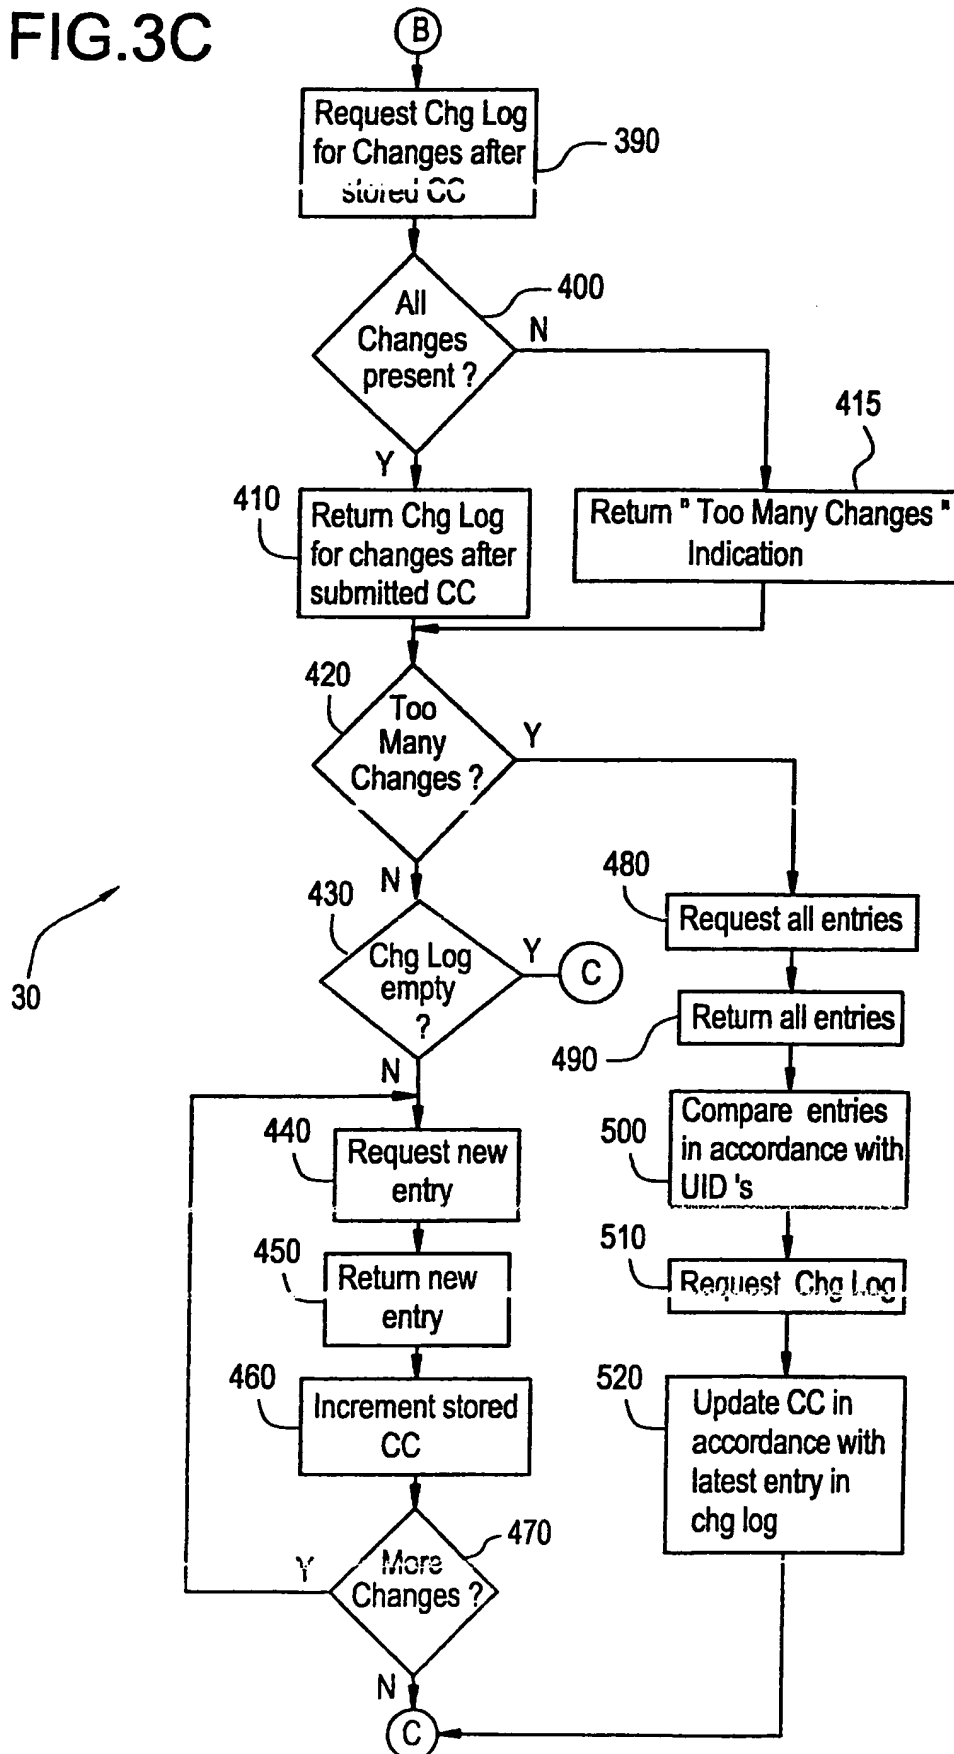 FIG.3C
B
Request Chg Log
for Changes after
stored CC
390
All
Changes
present ?
400
N
Y
415
410
Return Chg Log
for changes after
submitted CC
Return " Too Many Changes "
Indication
420
Too
Many
Changes ?
Y
N
430
Chg Log
empty
?
Y
C
N
480
Request all entries
30
Return all entries
490
440
Request new
entry
500
Compare entries
in accordance with
UID 's
450
Return new
entry
510
Request Chg Log
460
Increment stored
CC
520
Update CC in
accordance with
latest entry in
chg log
470
More
Changes ?
Y
N
C